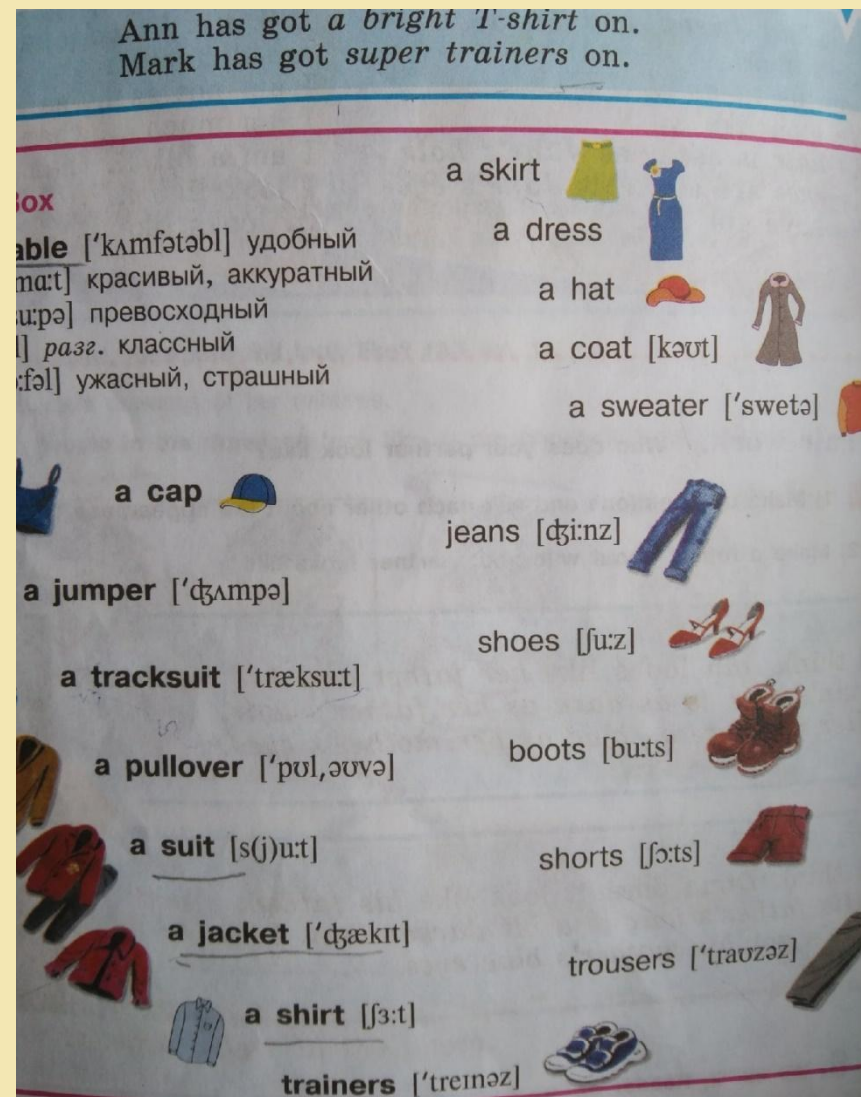 Ann has got a bright T-shirt on.
Mark has got super trainers on.
able ['kʌmfətəbl] удобный
mɑ:t] красивый, аккуратный
u:pə] превосходный
l] разг. классный
:fəl] ужасный, страшный
a cap
a jumper ['ʤʌmpə]
a tracksuit ['træksu:t]
a pullover ['pʊl,əʊvə]
a suit [s(j)u:t]
a jacket ['ʤækɪt]
a shirt [ʃɜ:t]
trainers ['treɪnəz]
a skirt
a dress
a hat
a coat [kəʊt]
a sweater ['swetə]
jeans [ʤi:nz]
shoes [ʃu:z]
boots [bu:ts]
shorts [ʃɔ:ts]
trousers ['traʊzəz]